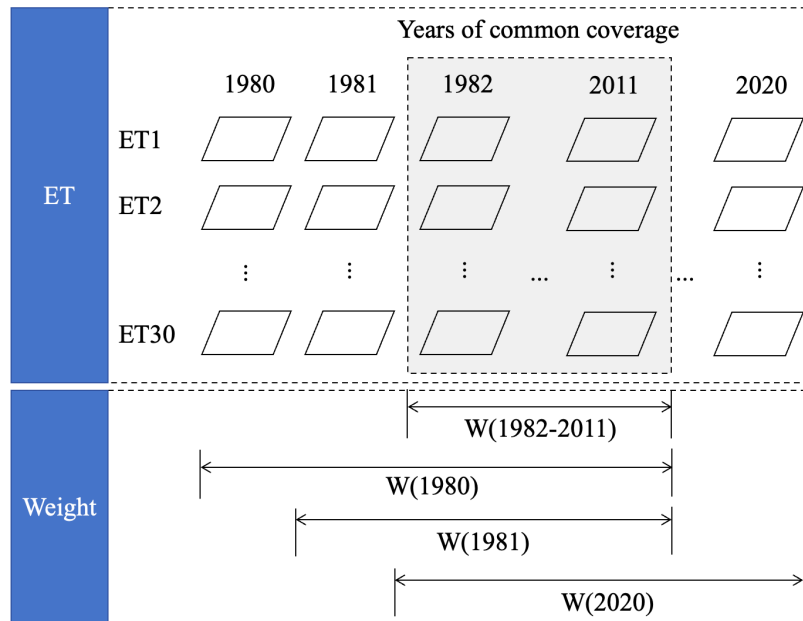 Years of common coverage
1980 1981 1982 2011 2020
ET1
ET
ET2
⋮ ⋮ ⋮ ... ⋮ ... ⋮
ET30
W(1982-2011)
W(1980)
Weight
W(1981)
W(2020)